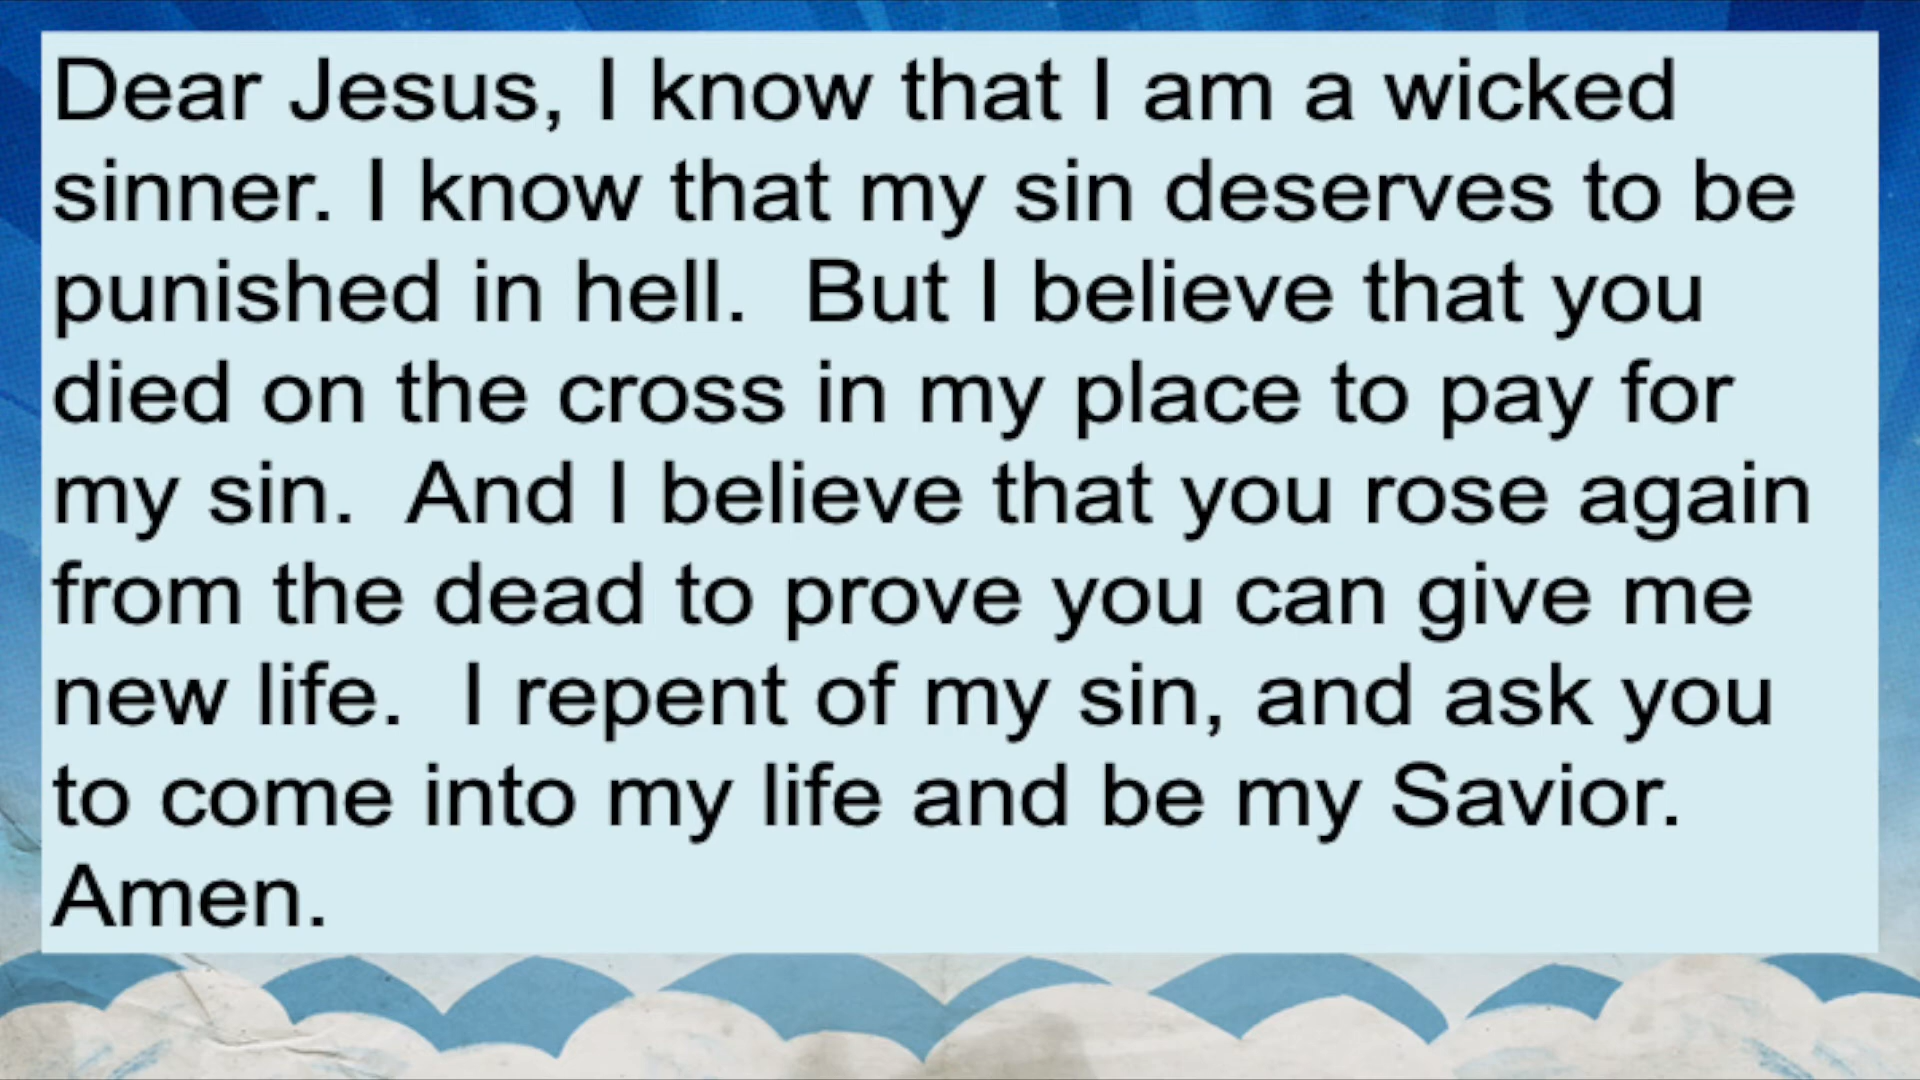 Dear Jesus, I know that I am a wicked
sinner. I know that my sin deserves to be
punished in hell.  But I believe that you
died on the cross in my place to pay for
my sin.  And I believe that you rose again
from the dead to prove you can give me
new life.  I repent of my sin, and ask you
to come into my life and be my Savior.
Amen.